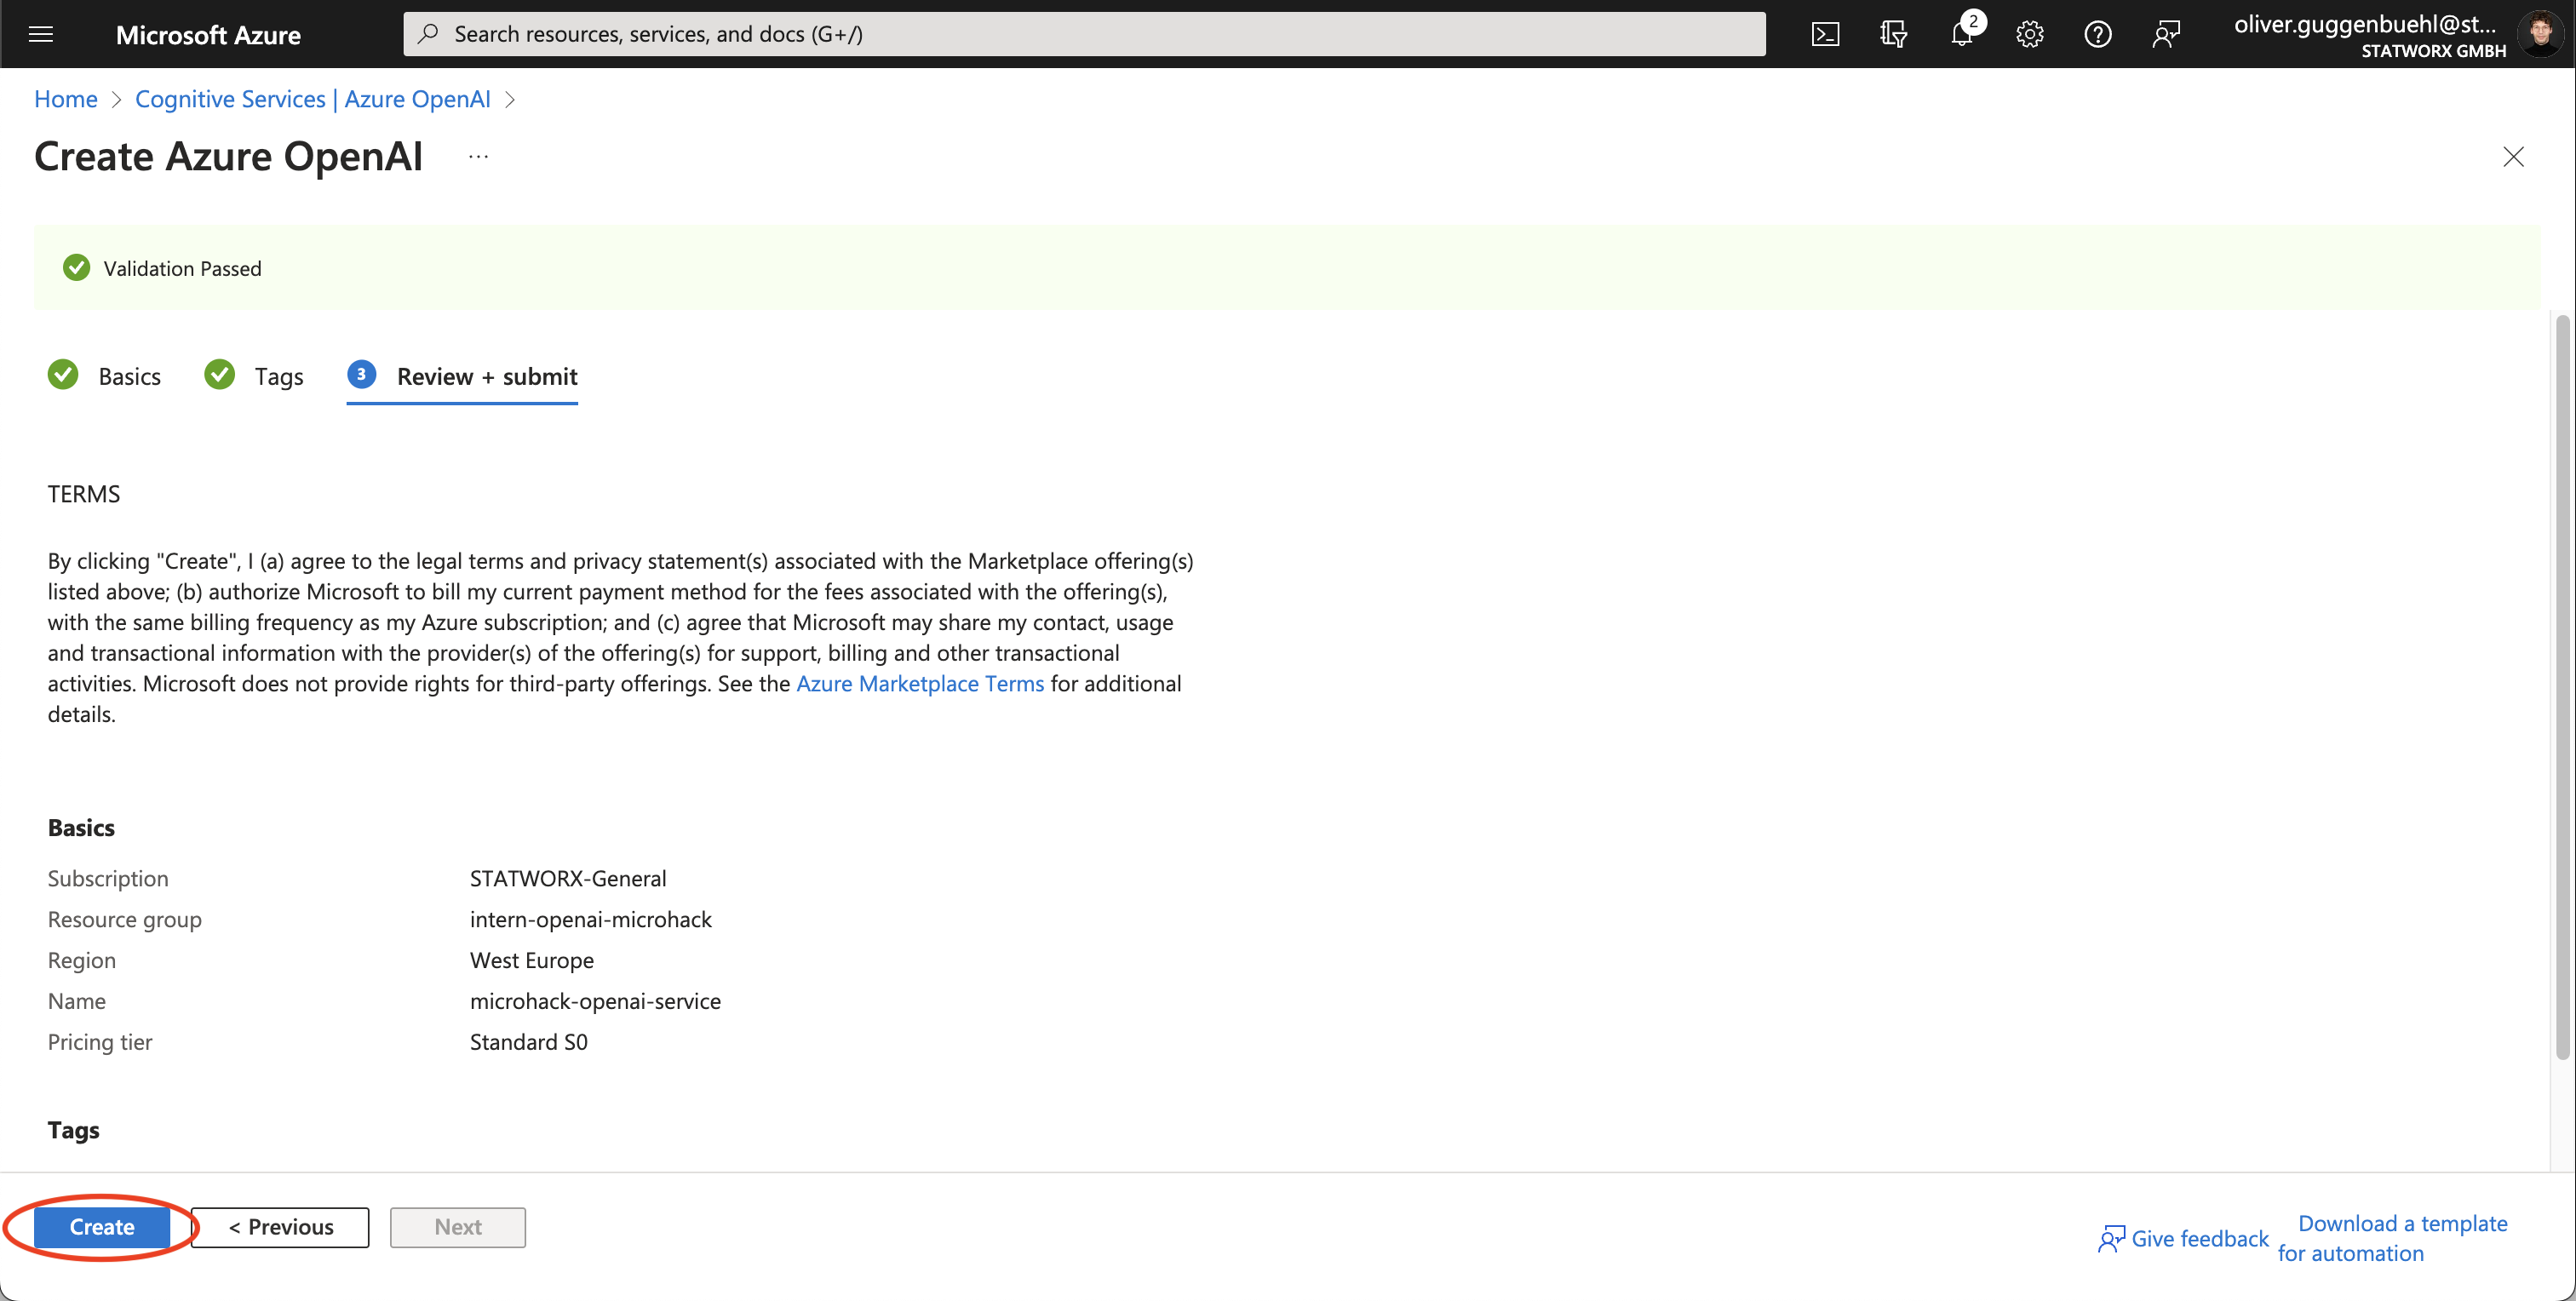 Microsoft Azure
Search resources, services, and docs (G+/)
2
oliver.guggenbuehl@st...
STATWORX GMBH
Home > Cognitive Services | Azure OpenAI >
Create Azure OpenAI ...
Validation Passed
Basics
Tags
3 Review + submit
TERMS
By clicking "Create", I (a) agree to the legal terms and privacy statement(s) associated with the Marketplace offering(s)
listed above; (b) authorize Microsoft to bill my current payment method for the fees associated with the offering(s),
with the same billing frequency as my Azure subscription; and (c) agree that Microsoft may share my contact, usage
and transactional information with the provider(s) of the offering(s) for support, billing and other transactional
activities. Microsoft does not provide rights for third-party offerings. See the Azure Marketplace Terms for additional
details.
Basics
Subscription STATWORX-General
Resource group intern-openai-microhack
Region West Europe
Name microhack-openai-service
Pricing tier Standard S0
Tags
Create
< Previous
Next
Give feedback
Download a template
for automation